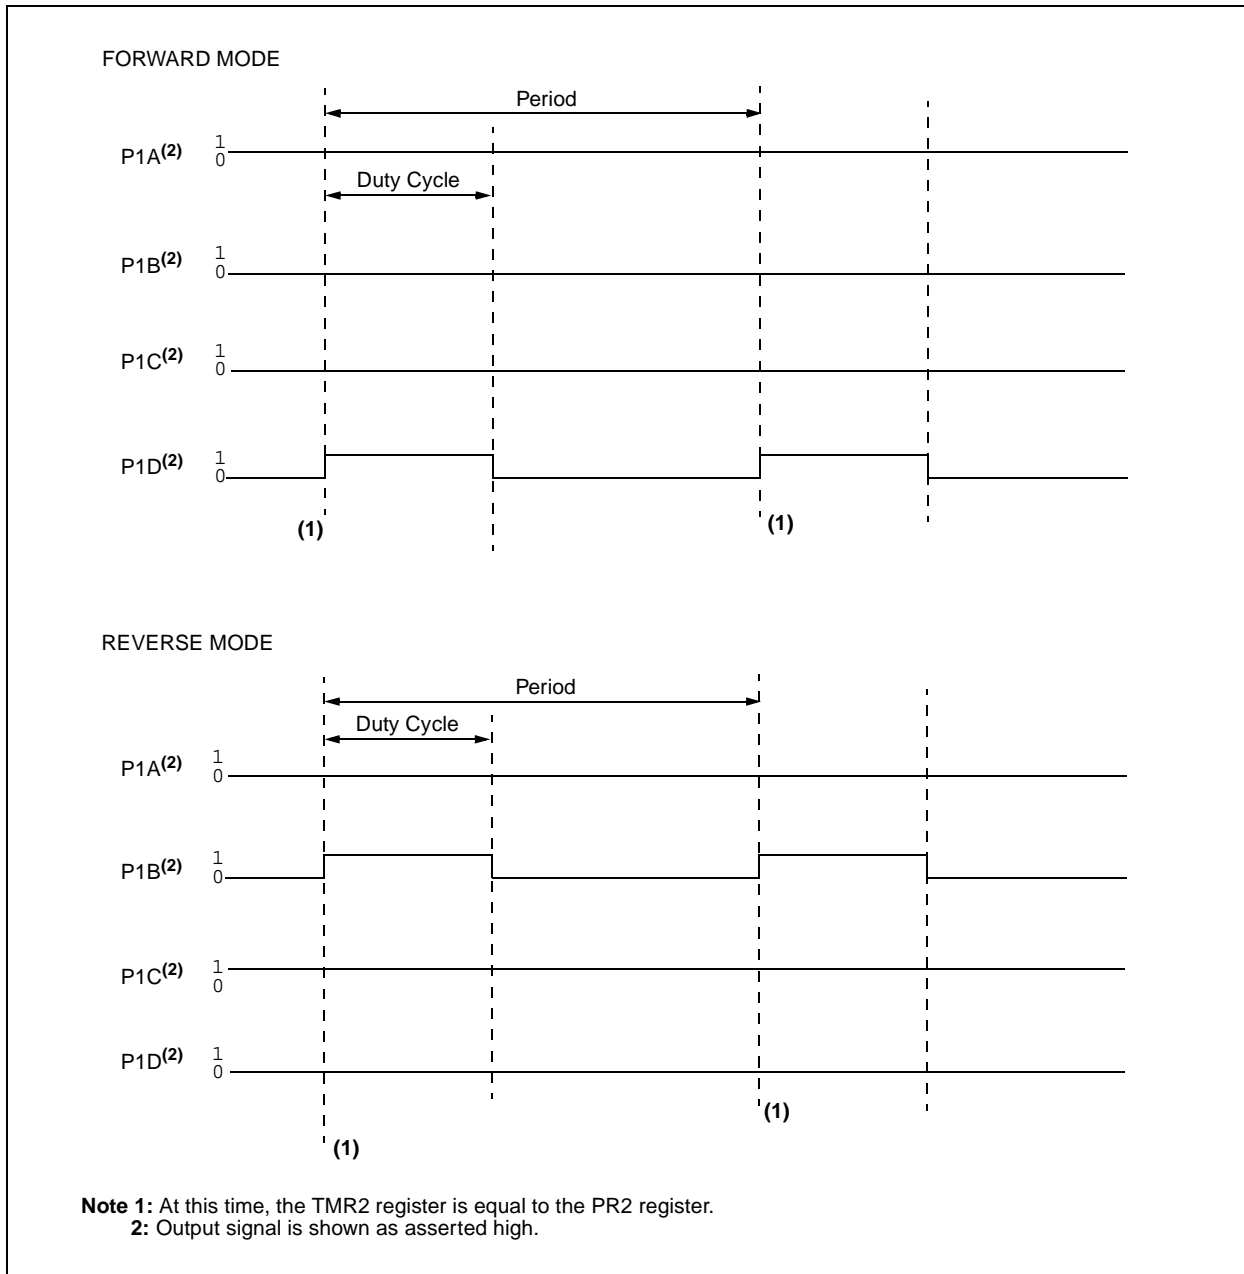 FORWARD MODE
Period
P1A(2) 1
0
Duty Cycle
P1B(2) 1
0
P1C(2) 1
0
P1D(2) 1
0
(1) (1)
REVERSE MODE
Period
Duty Cycle
P1A(2) 1
0
P1B(2) 1
0
P1C(2) 1
0
P1D(2) 1
0
(1)
(1)
Note 1: At this time, the TMR2 register is equal to the PR2 register.
2: Output signal is shown as asserted high.